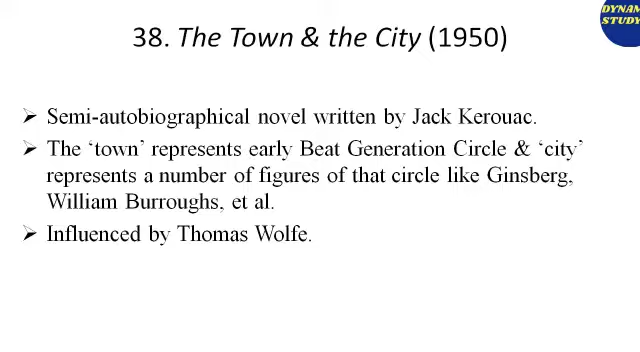 DYNAM
STUDY
38. The Town & the City (1950)
➢ Semi-autobiographical novel written by Jack Kerouac.
➢ The ‘town’ represents early Beat Generation Circle & ‘city’
represents a number of figures of that circle like Ginsberg,
William Burroughs, et al.
➢ Influenced by Thomas Wolfe.